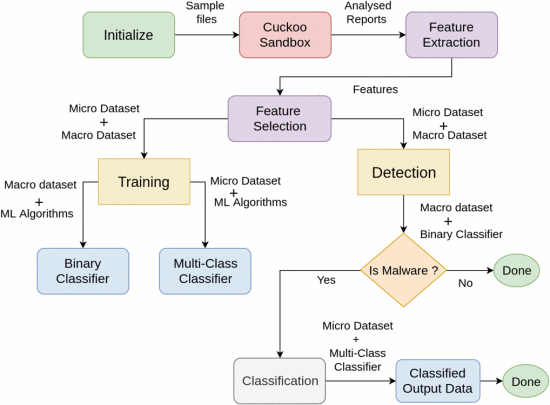 Sample
files
Analysed
Reports
Initialize
Cuckoo
Sandbox
Feature
Extraction
Features
Micro Dataset
+
Macro Dataset
Feature
Selection
Micro Dataset
+
Macro Dataset
Training
Detection
Macro dataset
+
ML Algorithms
Micro Dataset
+
ML Algorithms
Macro dataset
+
Binary Classifier
Binary
Classifier
Multi-Class
Classifier
Is Malware ?
Yes
No
Done
Micro Dataset
+
Multi-Class
Classifier
Classification
Classified
Output Data
Done